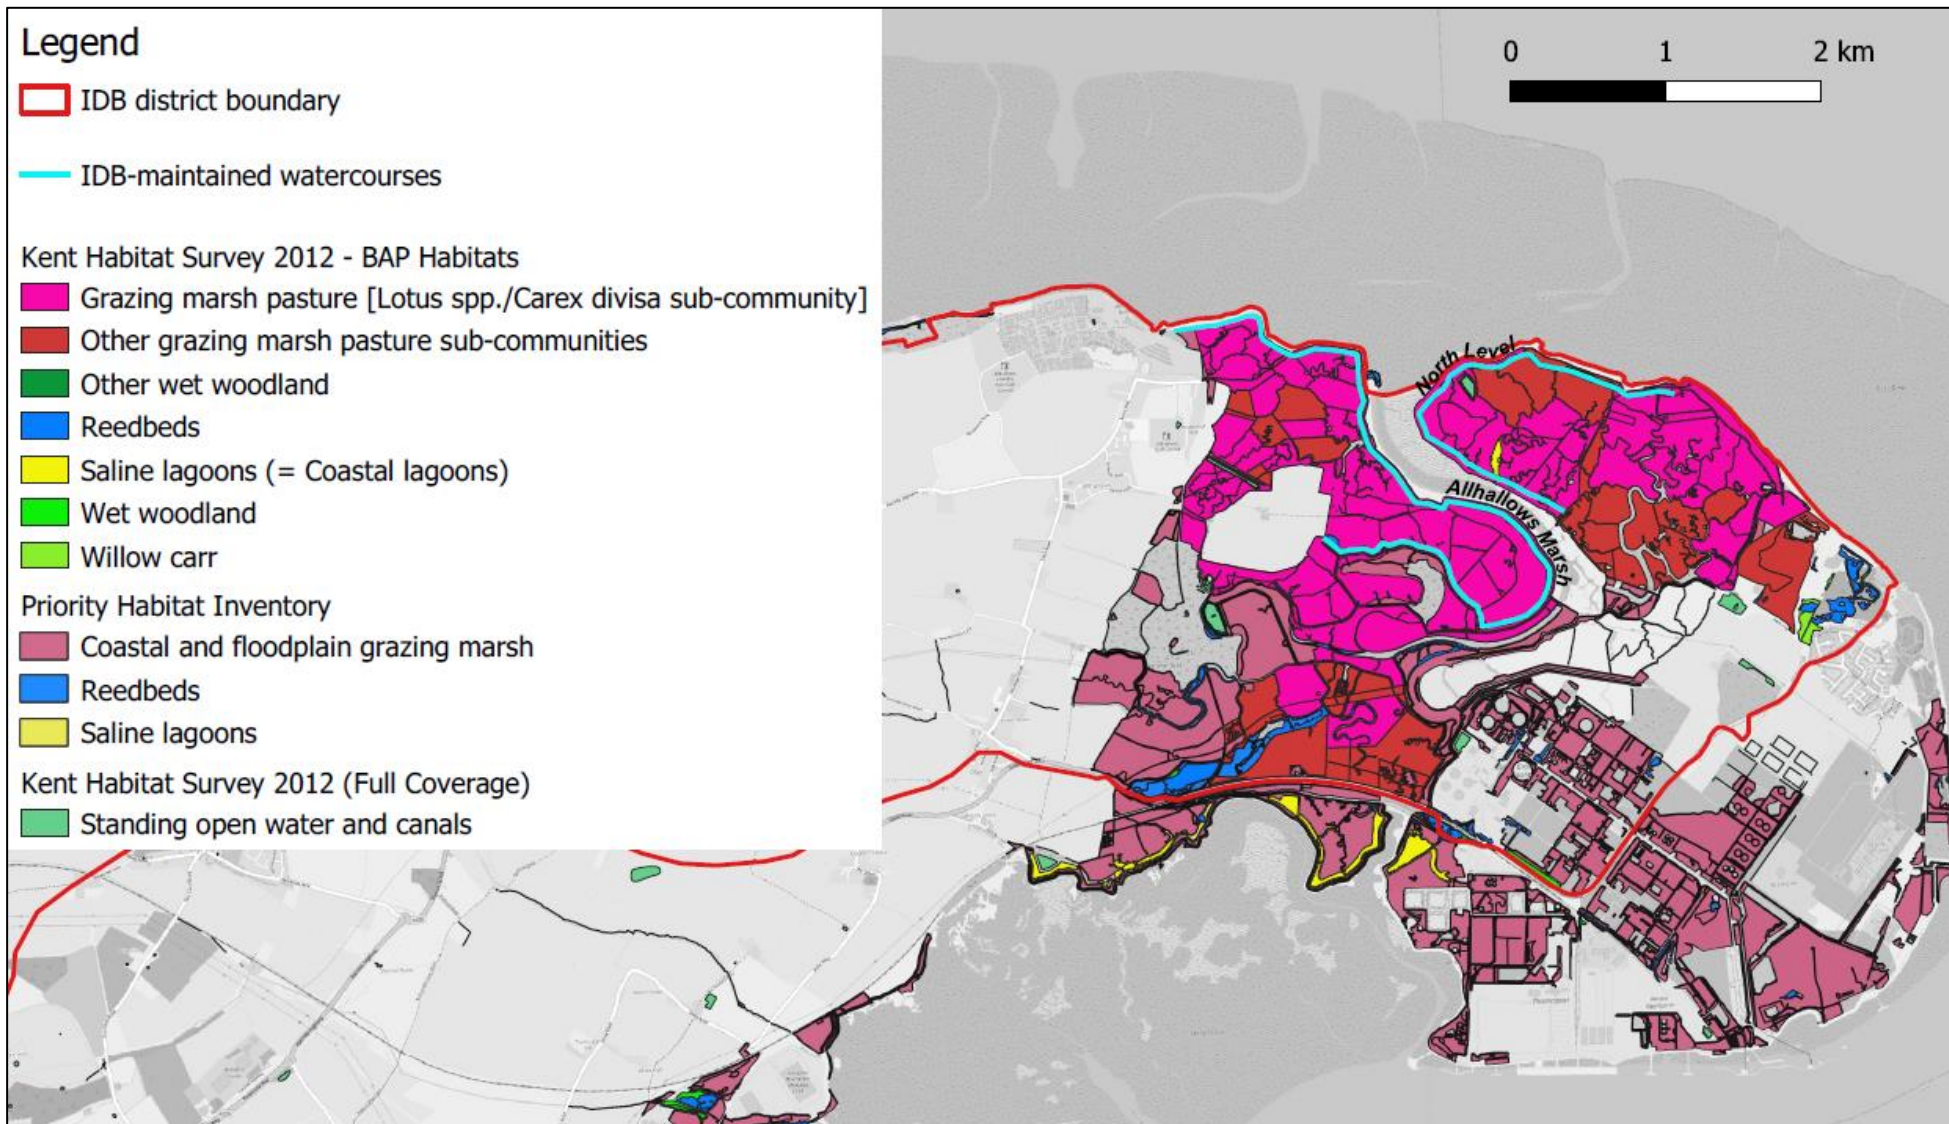 Legend
0 1 2 km
IDB district boundary
IDB-maintained watercourses
Kent Habitat Survey 2012 - BAP Habitats
Grazing marsh pasture [Lotus spp./Carex divisa sub-community]
Other grazing marsh pasture sub-communities
Other wet woodland
Reedbeds
Saline lagoons (= Coastal lagoons)
Wet woodland
Willow carr
Priority Habitat Inventory
Coastal and floodplain grazing marsh
Reedbeds
Saline lagoons
Kent Habitat Survey 2012 (Full Coverage)
Standing open water and canals
North Level
Allhallows Marsh